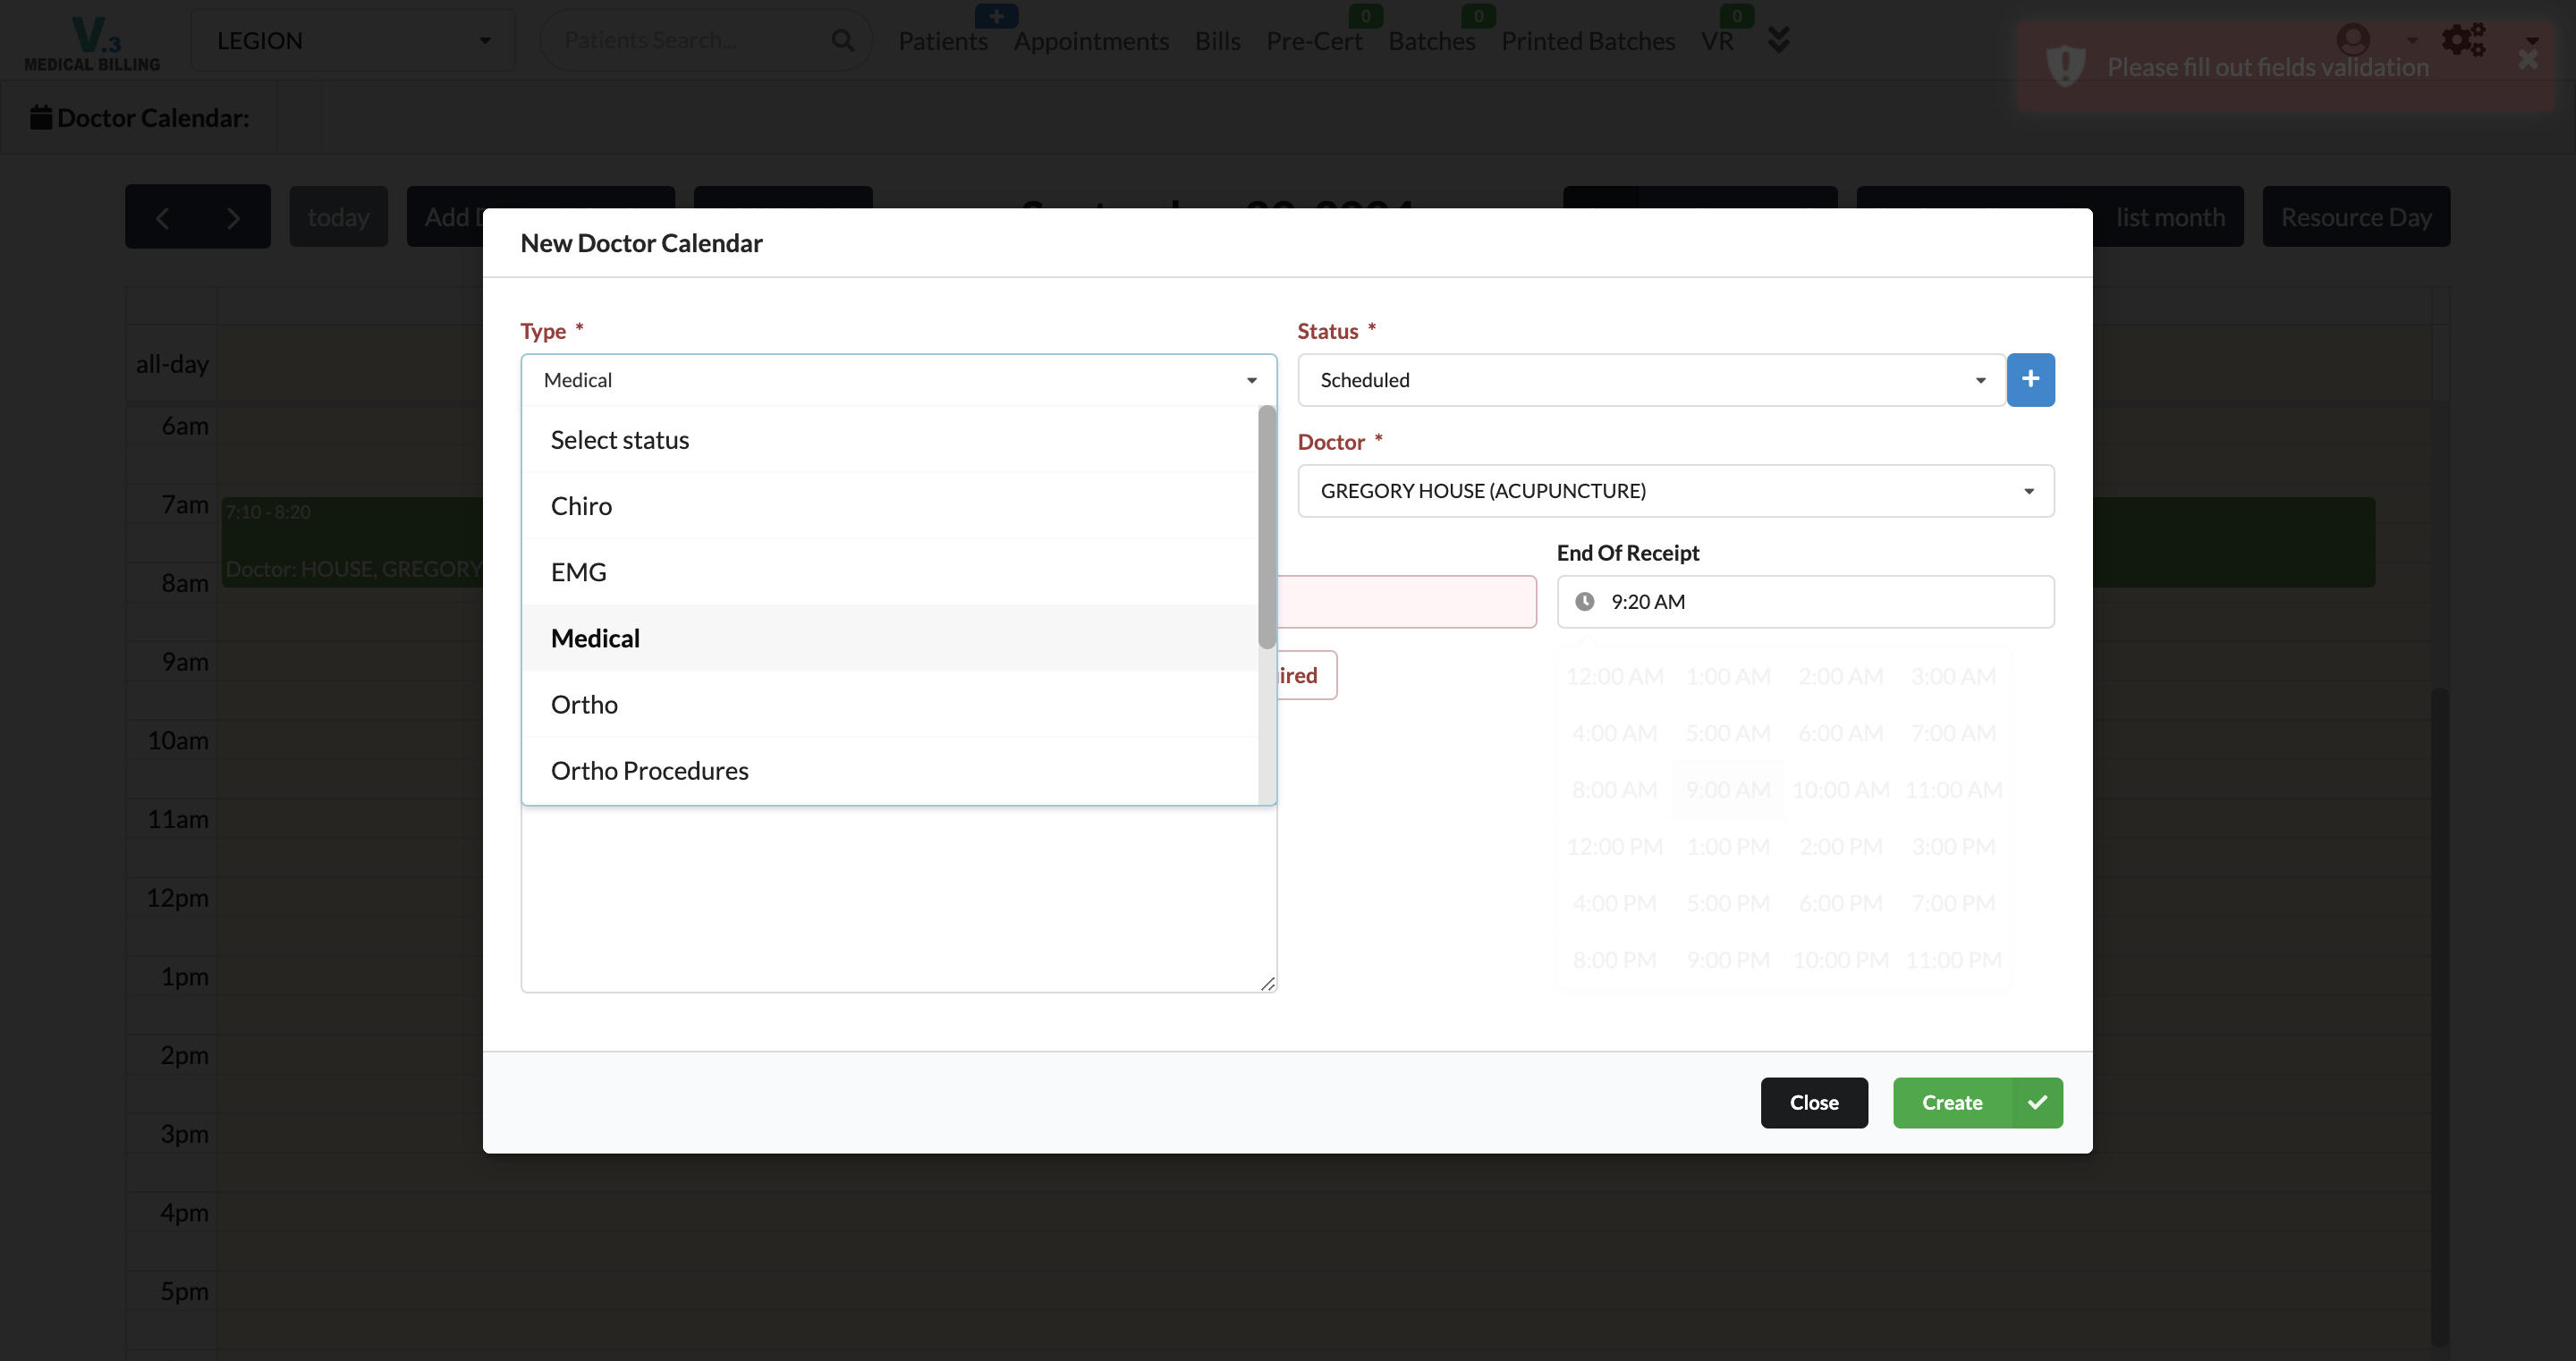 V.3
MEDICAL BILLING
LEGION
Patients Search...
Patients
Appointments
Bills
Pre-Cert
0
Batches
0
Printed Batches
VR
0
Please fill out fields validation
Doctor Calendar:
today
Add
list month
Resource Day
New Doctor Calendar
Type *
Medical
Select status
Chiro
EMG
Medical
Ortho
Ortho Procedures
Status *
Scheduled
Doctor *
GREGORY HOUSE (ACUPUNCTURE)
End Of Receipt
9:20 AM
ired
12:00 AM 1:00 AM 2:00 AM 3:00 AM
4:00 AM 5:00 AM 6:00 AM 7:00 AM
8:00 AM 9:00 AM 10:00 AM 11:00 AM
12:00 PM 1:00 PM 2:00 PM 3:00 PM
4:00 PM 5:00 PM 6:00 PM 7:00 PM
8:00 PM 9:00 PM 10:00 PM 11:00 PM
Close
Create
all-day
6am
7am
7:10 - 8:20
Doctor: HOUSE, GREGORY
8am
9am
10am
11am
12pm
1pm
2pm
3pm
4pm
5pm